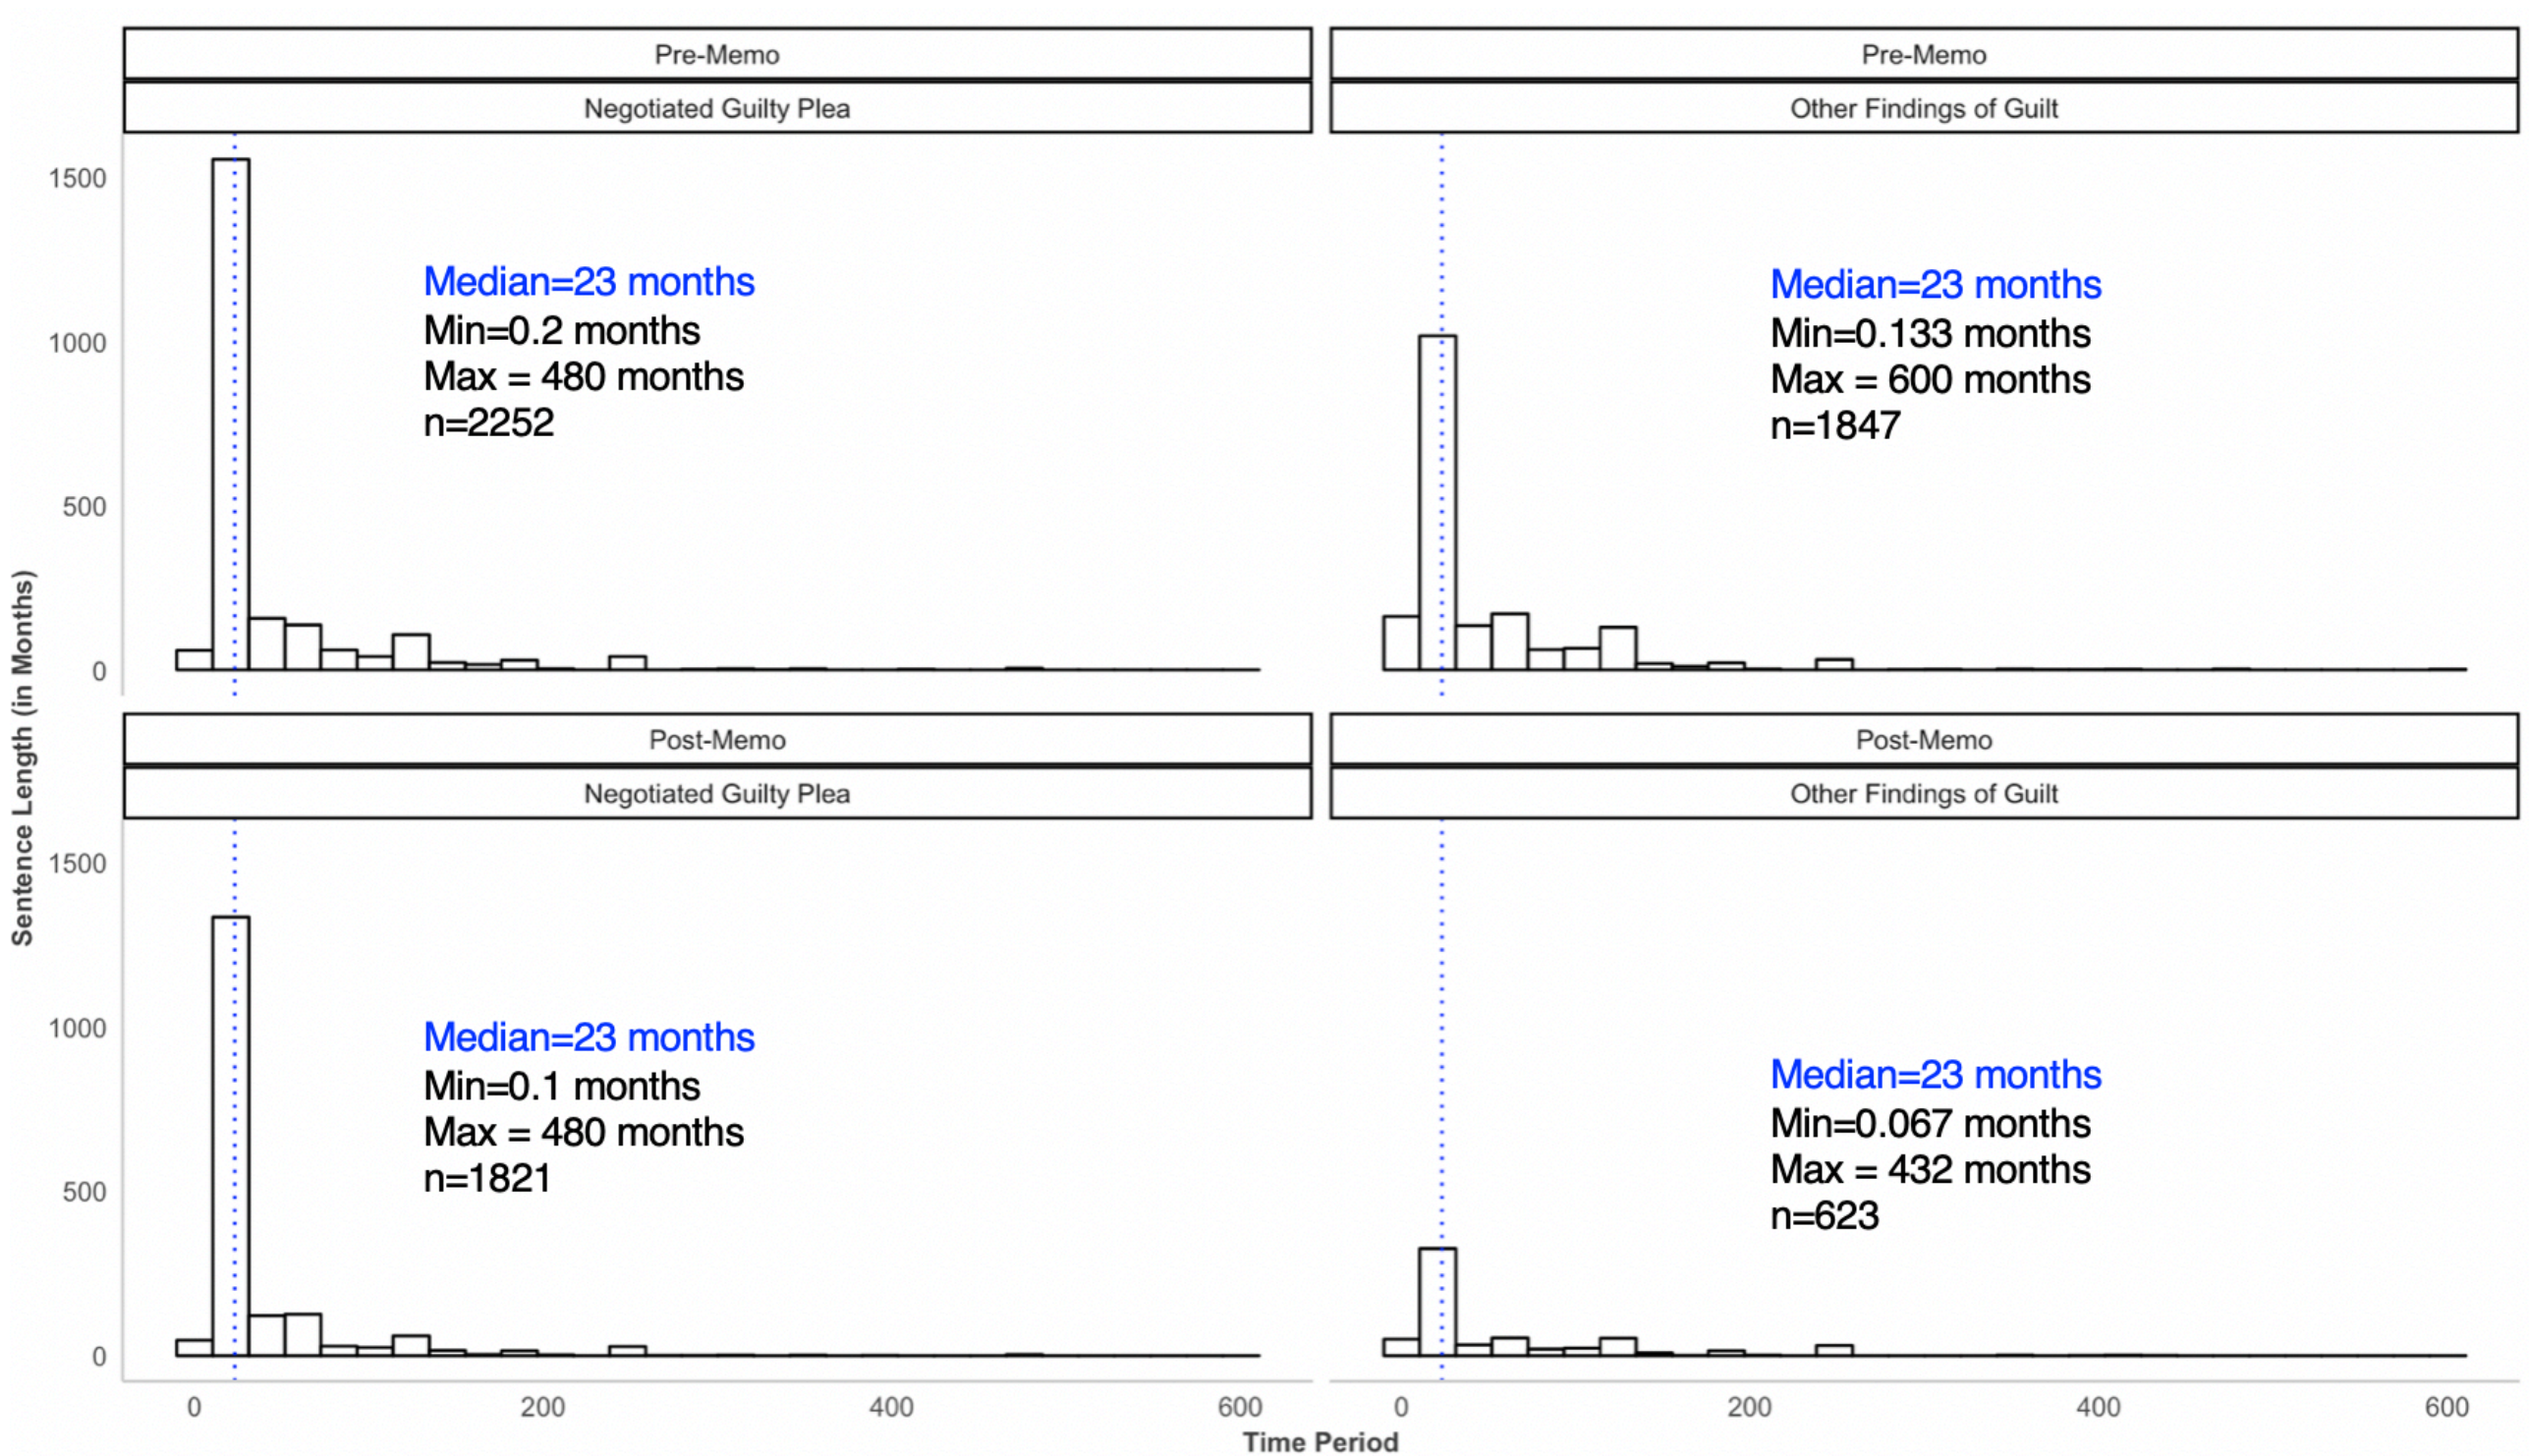 Pre-Memo
Negotiated Guilty Plea
Pre-Memo
Other Findings of Guilt
Sentence Length (in Months)
1500
1000
500
0
Median=23 months
Min=0.2 months
Max = 480 months
n=2252
Median=23 months
Min=0.133 months
Max = 600 months
n=1847
Post-Memo
Negotiated Guilty Plea
Post-Memo
Other Findings of Guilt
1500
1000
500
0
Median=23 months
Min=0.1 months
Max = 480 months
n=1821
Median=23 months
Min=0.067 months
Max = 432 months
n=623
0 200 400 600
0 200 400 600
Time Period